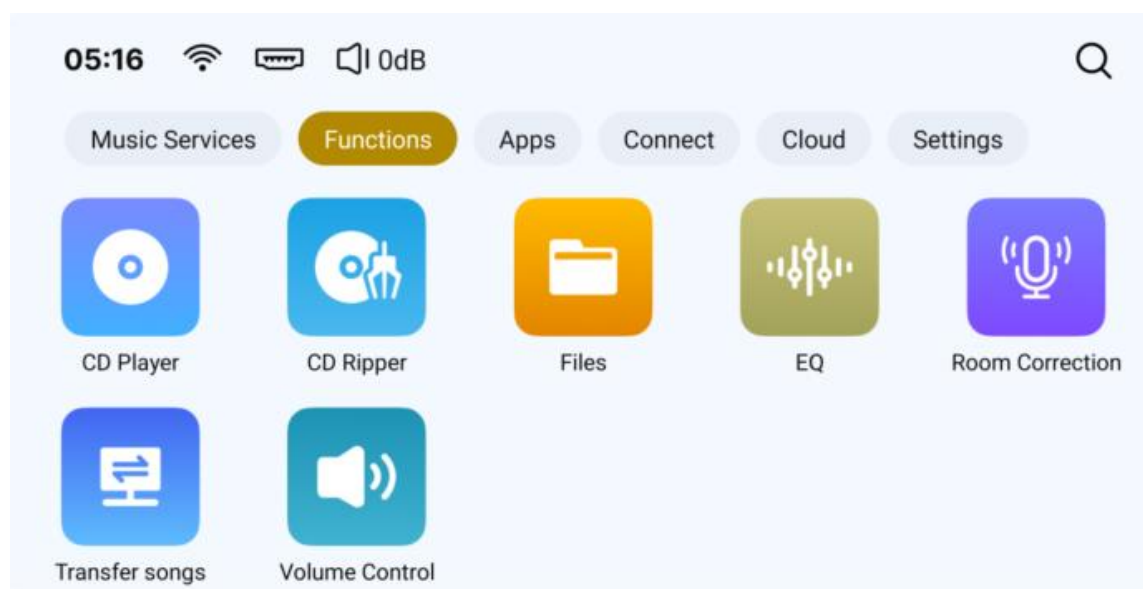 05:16 0dB
Music Services Functions Apps Connect Cloud Settings
CD Player CD Ripper Files EQ Room Correction
Transfer songs Volume Control